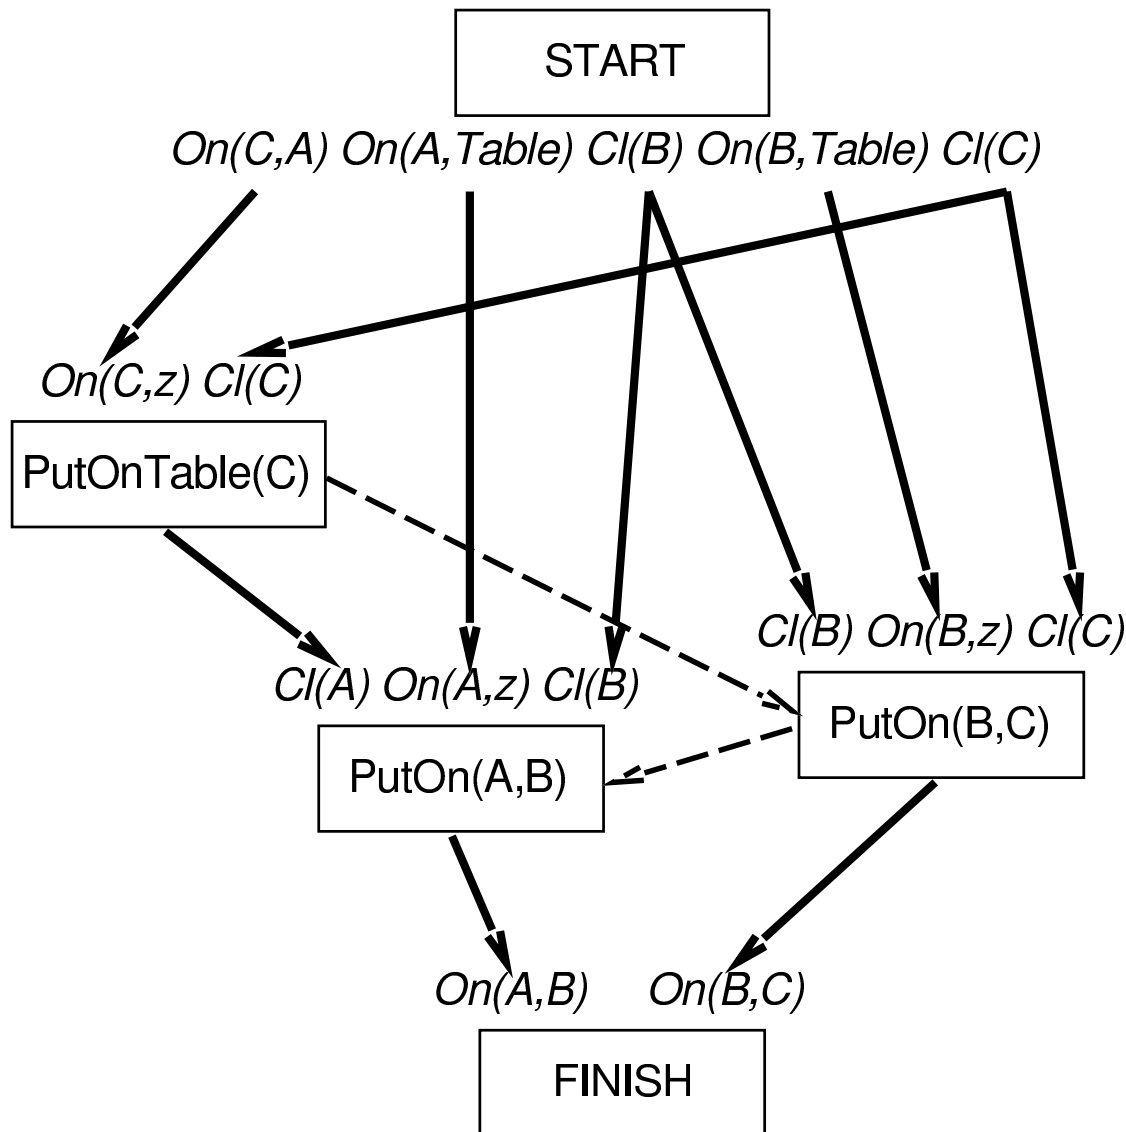 START
On(C,A) On(A,Table) Cl(B) On(B,Table) Cl(C)
On(C,z) Cl(C)
PutOnTable(C)
Cl(B) On(B,z) Cl(C)
Cl(A) On(A,z) Cl(B)
PutOn(B,C)
PutOn(A,B)
On(A,B) On(B,C)
FINISH